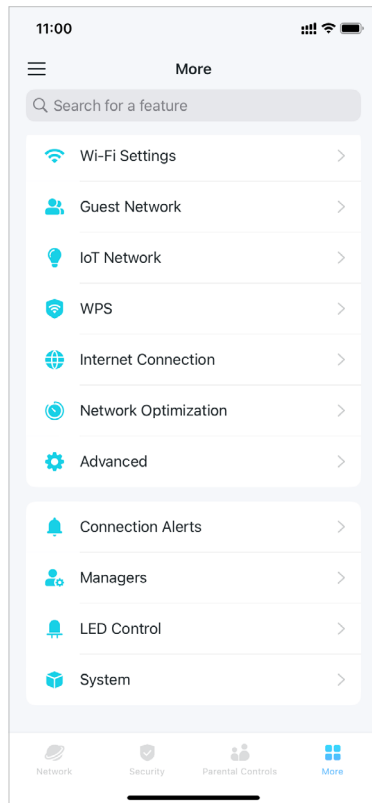 11:00
More
Search for a feature
Wi-Fi Settings
Guest Network
IoT Network
WPS
Internet Connection
Network Optimization
Advanced
Connection Alerts
Managers
LED Control
System
Network Security Parental Controls More